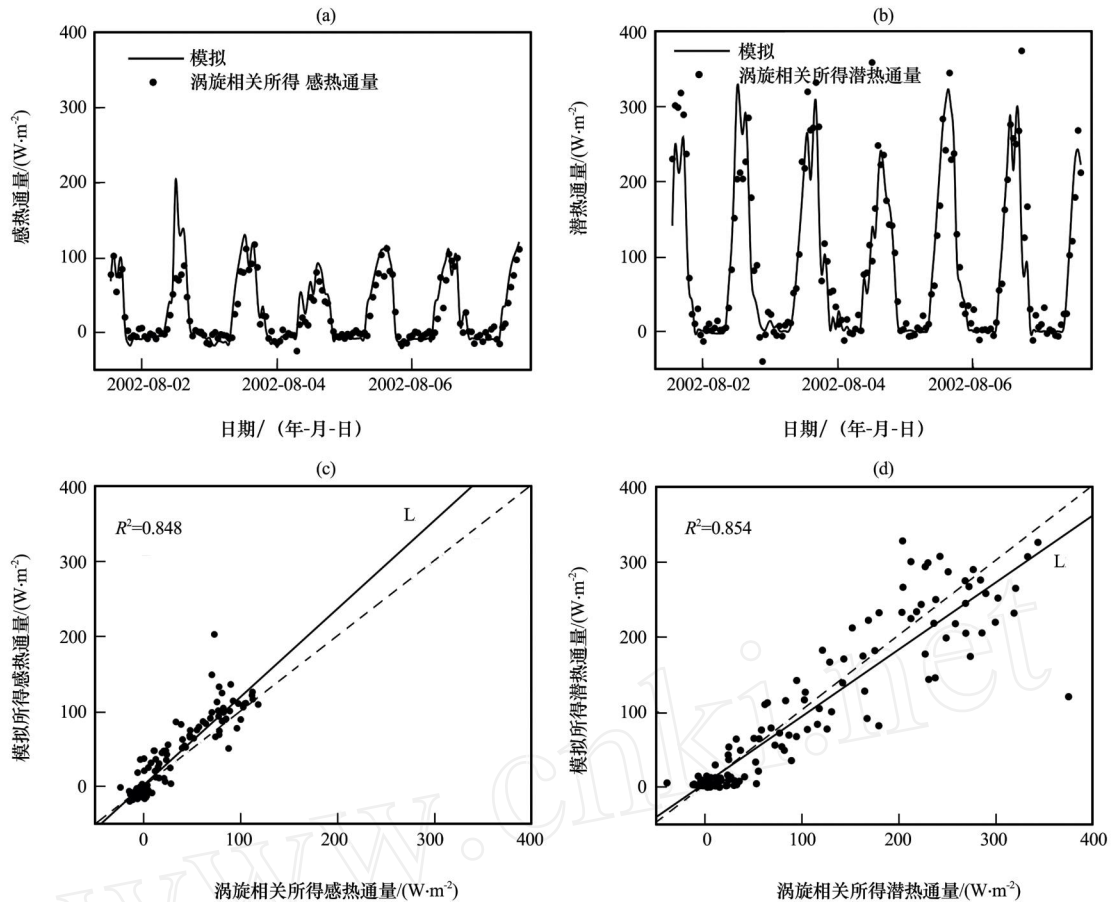 (a)
400
300
200
100
0
感热通量/(W·m-2)
模拟
涡旋相关所得 感热通量
2002-08-02
2002-08-04
2002-08-06
日期/（年-月-日）
(b)
400
300
200
100
0
潜热通量/(W·m-2)
模拟
涡旋相关所得潜热通量
2002-08-02
2002-08-04
2002-08-06
日期/（年-月-日）
(c)
400
300
200
100
0
模拟所得感热通量/(W·m-2)
R2=0.848
L
0
100
200
300
400
涡旋相关所得感热通量/(W·m-2)
(d)
400
300
200
100
0
模拟所得潜热通量/(W·m-2)
R2=0.854
L
0
100
200
300
400
涡旋相关所得潜热通量/(W·m-2)
www.cnki.net